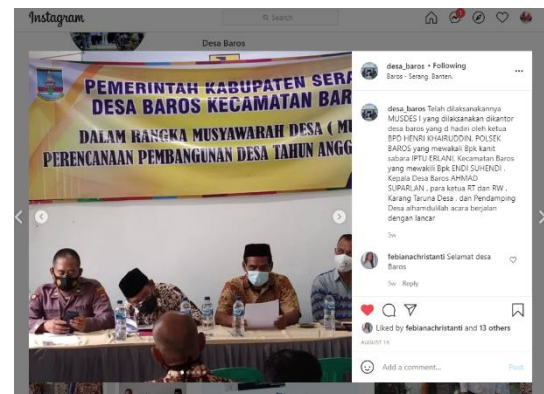 Instagram
Search
Desa Baros
PEMERINTAH KABUPATEN SERA
DESA BAROS KECAMATAN BAR
DALAM RANGKA MUSYAWARAH DESA ( MU
PERENCANAAN PEMBANGUNAN DESA TAHUN ANGG
desa_baros • Following
Baros - Serang, Banten.
desa_baros Telah dilaksanakannya
MUSDES I yang dilaksanakan dikantor
desa baros yang d hadiri oleh ketua
BPD HENRI KHAIRUDDIN, POLSEK
BAROS yang mewakali Bpk kanit
sabara IPTU ERLANI, Kecamatan Baros
yang mewakili Bpk ENDI SUHENDI ,
Kepala Desa Baros AHMAD
SUPARLAN , para ketua RT dan RW ,
Karang Taruna Desa , dan Pendamping
Desa alhamdulilah acara berjalan
dengan lancar
5w
febianachristanti Selamat desa
Baros
5w Reply
Liked by febianachristanti and 13 others
Add a comment...
Post